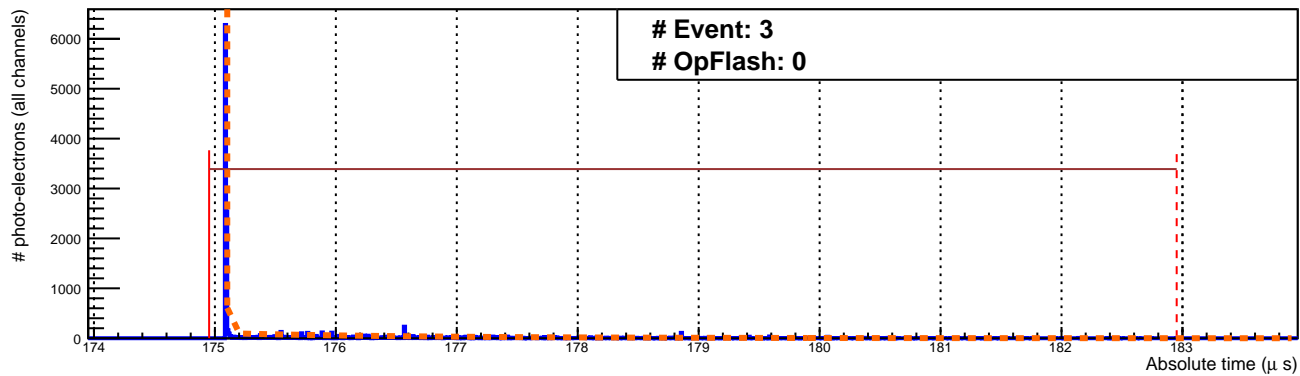 # Event: 3
# OpFlash: 0
# photo-electrons (all channels)
6000
5000
4000
3000
2000
1000
0
174 175 176 177 178 179 180 181 182 183
Absolute time (μ s)